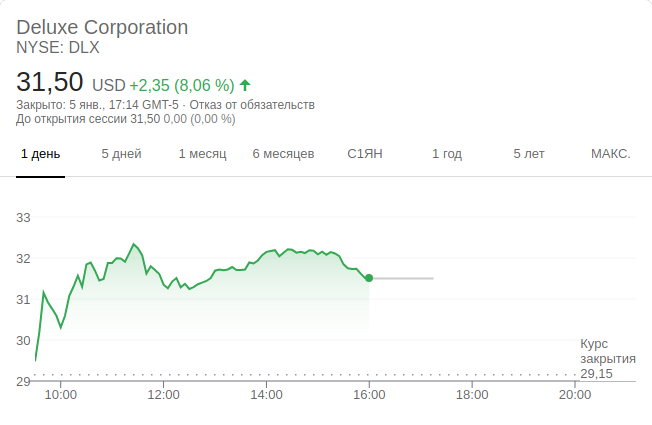 Deluxe Corporation
NYSE: DLX
31,50 USD +2,35 (8,06 %)
Закрыто: 5 янв., 17:14 GMT-5 · Отказ от обязательств
До открытия сессии 31,50 0,00 (0,00 %)
1 день 5 дней 1 месяц 6 месяцев С1ЯН 1 год 5 лет МАКС.
33
32
31
30
Курс
закрытия
29,15
29
10:00 12:00 14:00 16:00 18:00 20:00